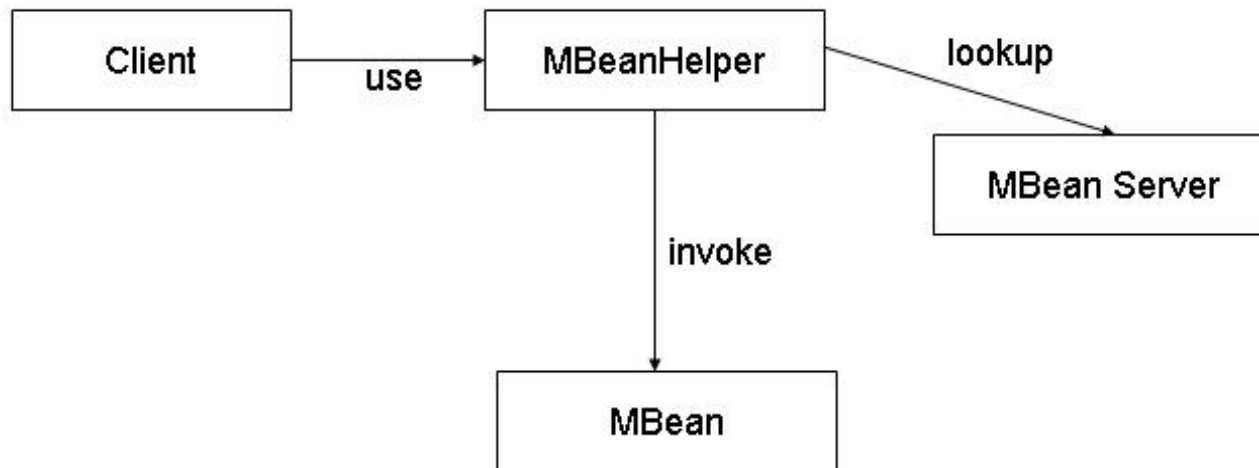 Client
use
MBeanHelper
lookup
MBean Server
invoke
MBean